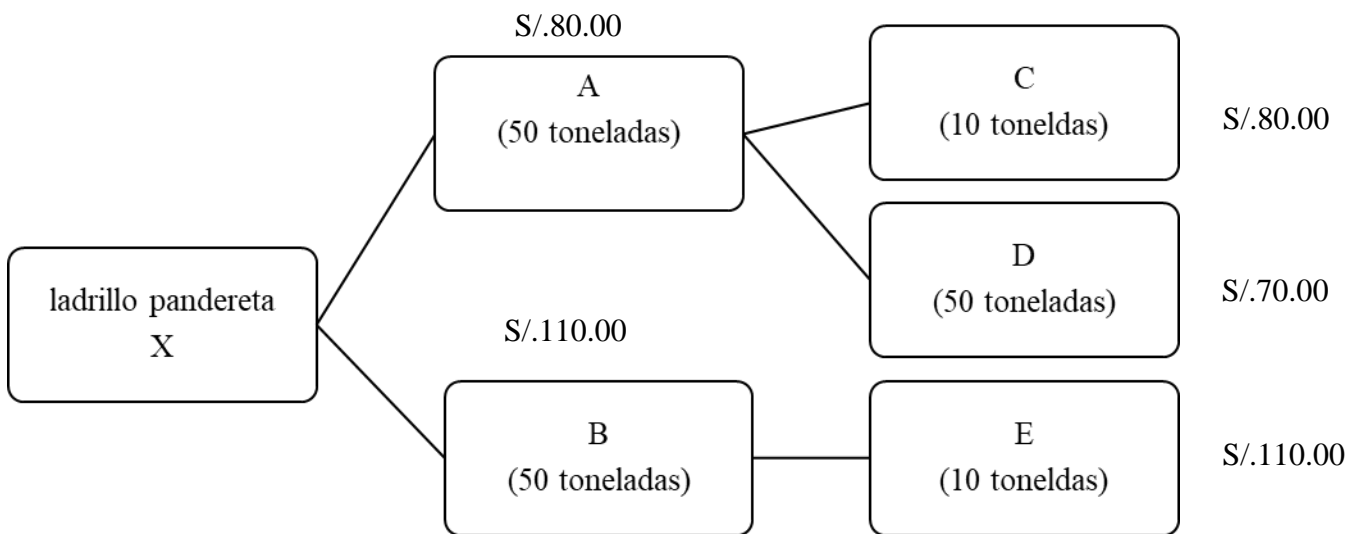 S/.80.00
A
(50 toneladas)
C
(10 toneldas)
S/.80.00
ladrillo pandereta
X
D
(50 toneladas)
S/.70.00
S/.110.00
B
(50 toneladas)
E
(10 toneldas)
S/.110.00